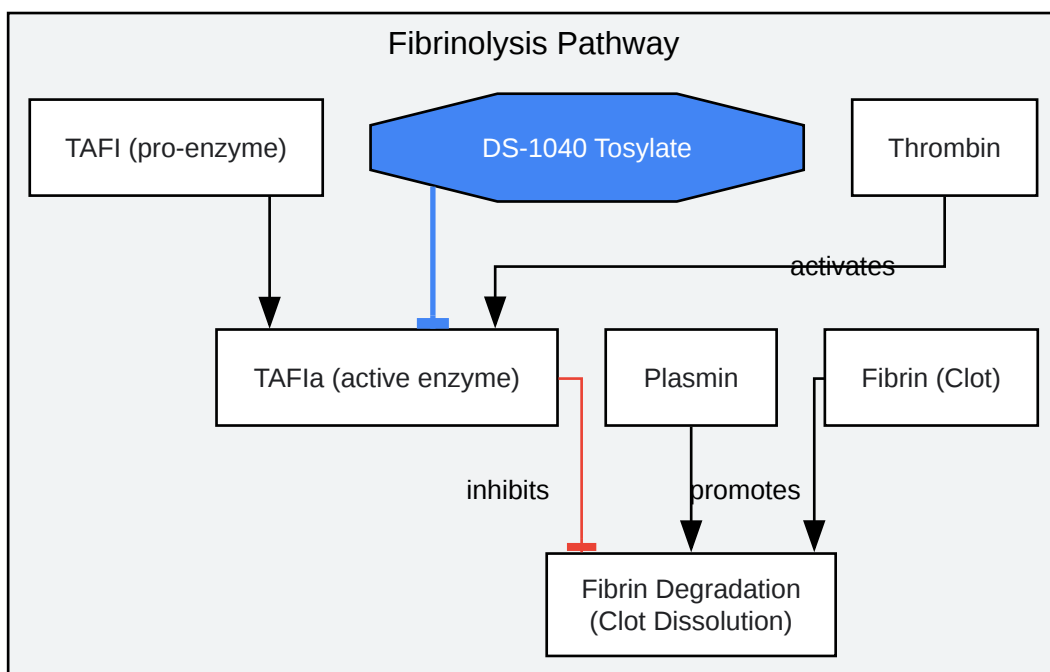 Fibrinolysis Pathway
TAFI (pro-enzyme)
DS-1040 Tosylate
Thrombin
activates
TAFIa (active enzyme)
Plasmin
Fibrin (Clot)
inhibits
promotes
Fibrin Degradation
(Clot Dissolution)